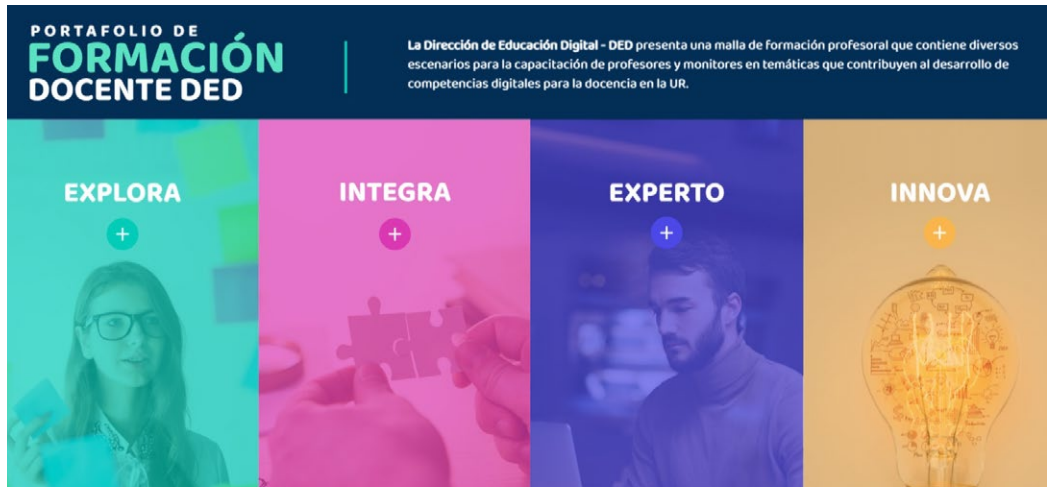 PORTAFOLIO DE
FORMACIÓN
DOCENTE DED
La Dirección de Educación Digital - DED presenta una malla de formación profesoral que contiene diversos
escenarios para la capacitación de profesores y monitores en temáticas que contribuyen al desarrollo de
competencias digitales para la docencia en la UR.
EXPLORA
+
INTEGRA
+
EXPERTO
+
INNOVA
+